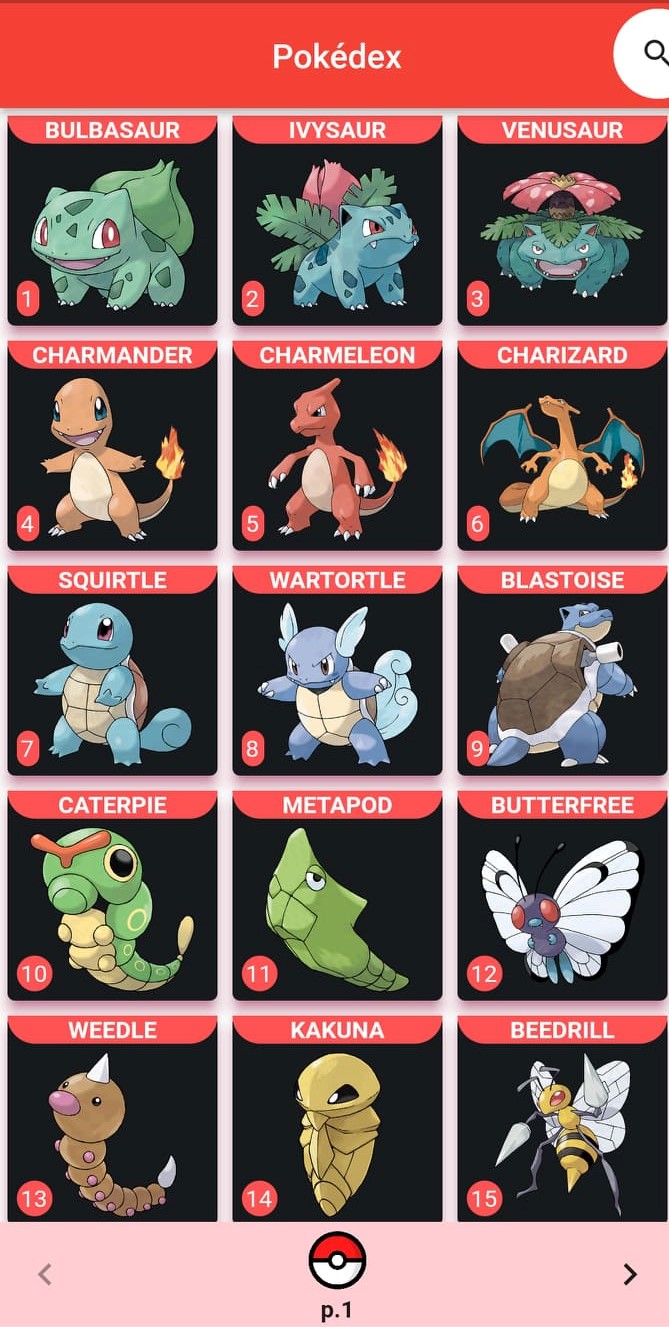 Pokédex
BULBASAUR IVYSAUR VENUSAUR
1 2 3
CHARMANDER CHARMELEON CHARIZARD
4 5 6
SQUIRTLE WARTORTLE BLASTOISE
7 8 9
CATERPIE METAPOD BUTTERFREE
10 11 12
WEEDLE KAKUNA BEEDRILL
13 14 15
p.1